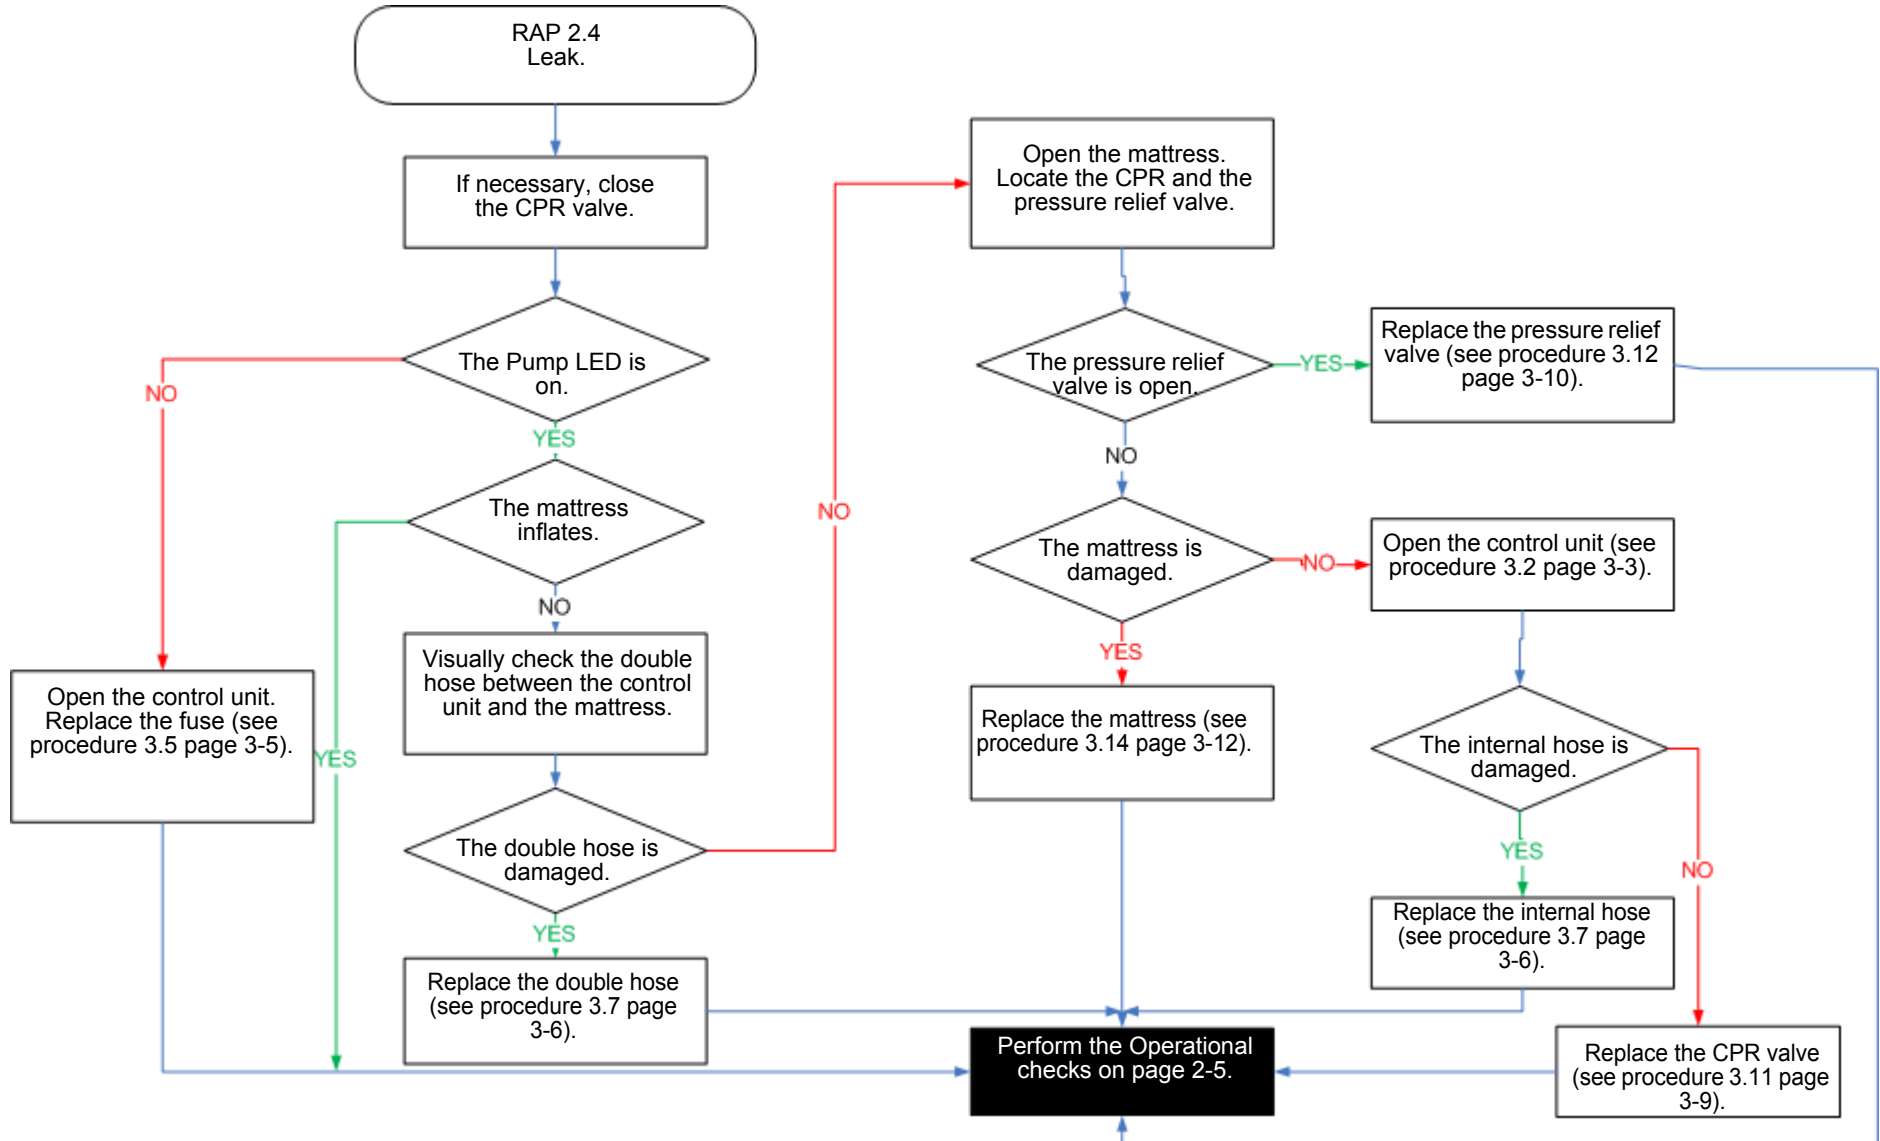 RAP 2.4
Leak.
If necessary, close
the CPR valve.
The Pump LED is
on.
NO
YES
The mattress
inflates.
YES
NO
Visually check the double
hose between the control
unit and the mattress.
Open the control unit.
Replace the fuse (see
procedure 3.5 page 3-5).
The double hose is
damaged.
NO
YES
Replace the double hose
(see procedure 3.7 page
3-6).
Open the mattress.
Locate the CPR and the
pressure relief valve.
The pressure relief
valve is open.
YES
Replace the pressure relief
valve (see procedure 3.12
page 3-10).
NO
The mattress is
damaged.
NO
Open the control unit (see
procedure 3.2 page 3-3).
YES
Replace the mattress (see
procedure 3.14 page 3-12).
The internal hose is
damaged.
YES
NO
Replace the internal hose
(see procedure 3.7 page
3-6).
Replace the CPR valve
(see procedure 3.11 page
3-9).
Perform the Operational
checks on page 2-5.